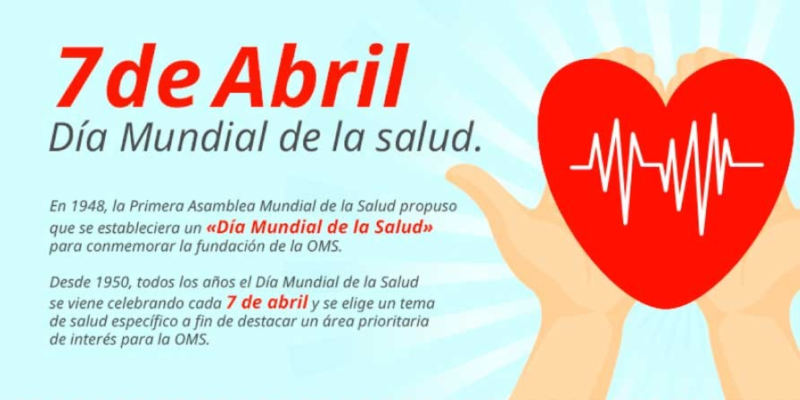 7 de Abril
Día Mundial de la salud.
En 1948, la Primera Asamblea Mundial de la Salud propuso
que se estableciera un «Día Mundial de la Salud»
para conmemorar la fundación de la OMS.
Desde 1950, todos los años el Día Mundial de la Salud
se viene celebrando cada 7 de abril y se elige un tema
de salud específico a fin de destacar un área prioritaria
de interés para la OMS.